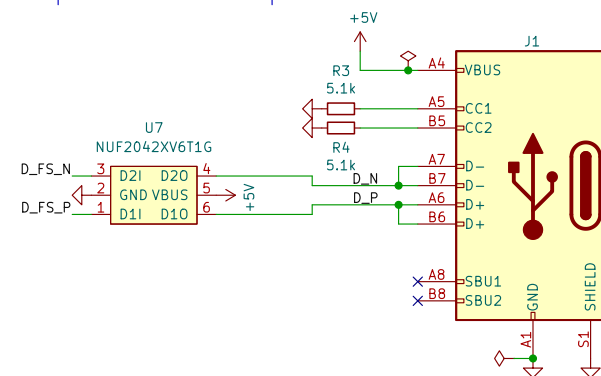 +5V
J1
R3
5.1k
A4
VBUS
A5
CC1
B5
CC2
R4
5.1k
U7
NUF2042XV6T1G
D_FS_N
3
D2I
D2O
4
2
GND
VBUS
5
+5V
D_FS_P
1
D1I
D1O
6
D_N
D_P
A7
D-
B7
D-
A6
D+
B6
D+
A8
SBU1
B8
SBU2
GND
SHIELD
A1
S1